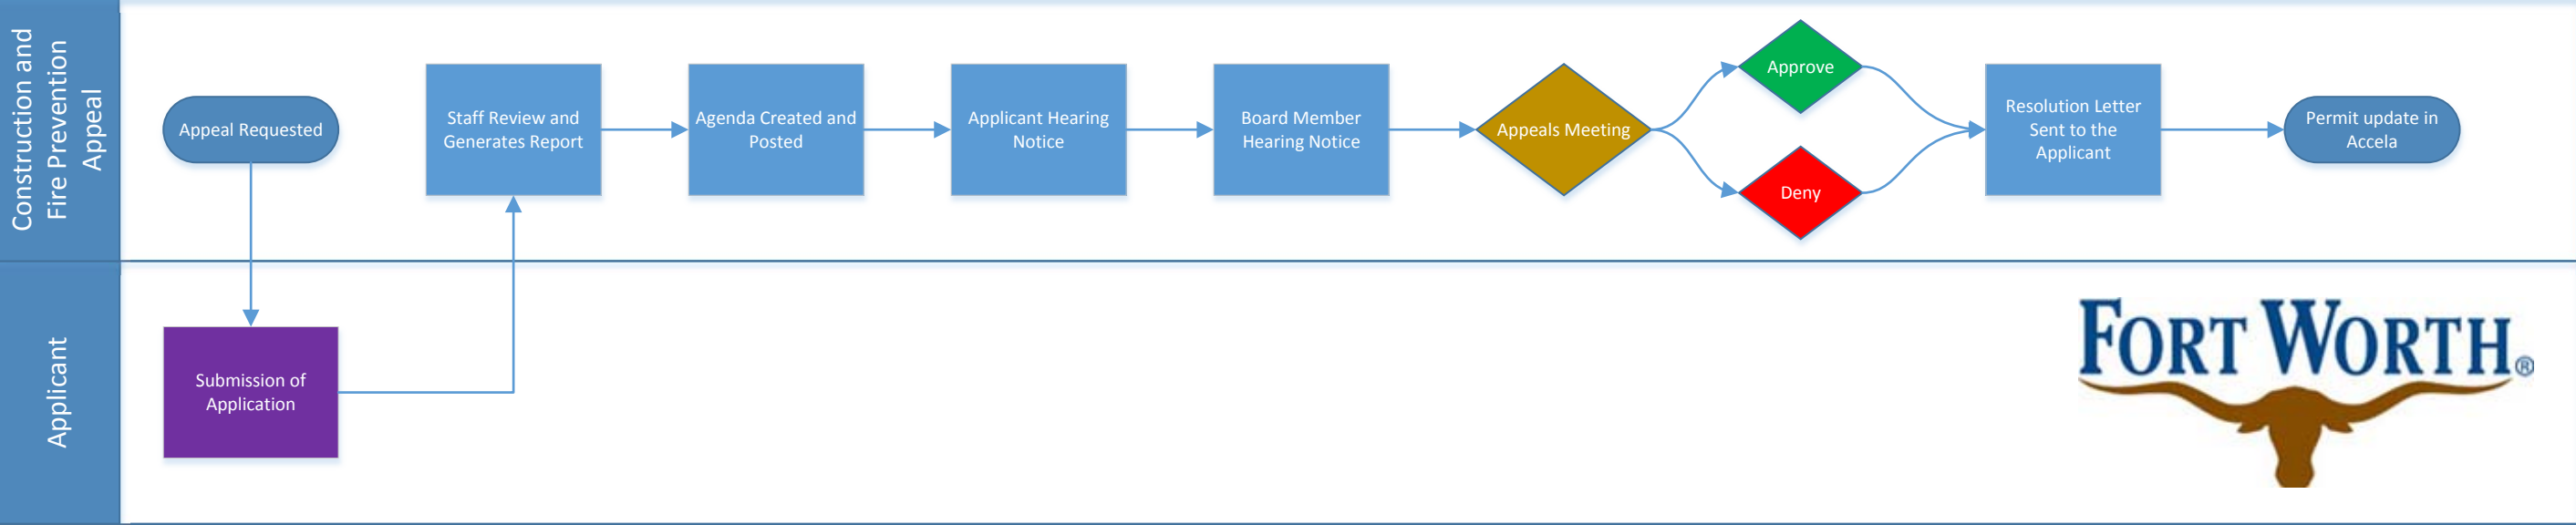 Construction and
Fire Prevention
Appeal
Appeal Requested
Staff Review and
Generates Report
Agenda Created and
Posted
Applicant Hearing
Notice
Board Member
Hearing Notice
Appeals Meeting
Approve
Deny
Resolution Letter
Sent to the
Applicant
Permit update in
Accela
Applicant
Submission of
Application
FORT WORTH®